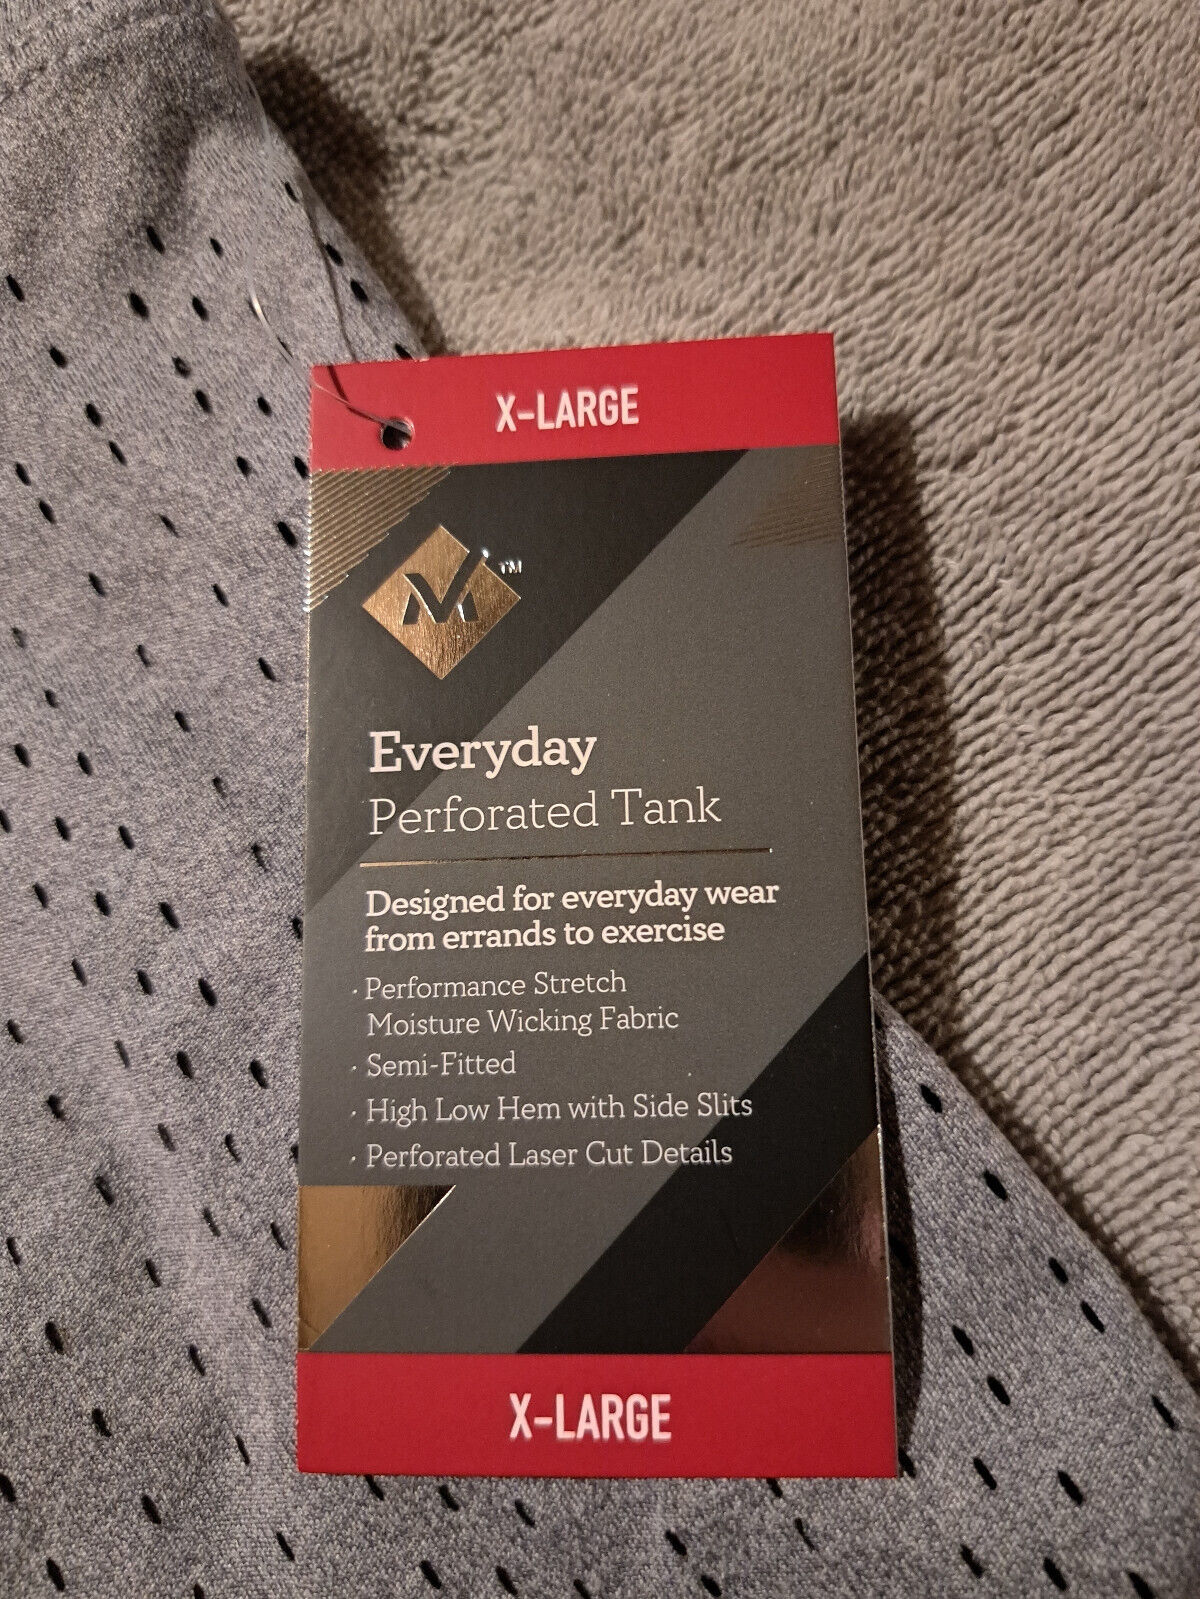 X-LARGE
M™
Everyday
Perforated Tank
Designed for everyday wear
from errands to exercise
· Performance Stretch
Moisture Wicking Fabric
· Semi-Fitted
· High Low Hem with Side Slits
· Perforated Laser Cut Details
X-LARGE